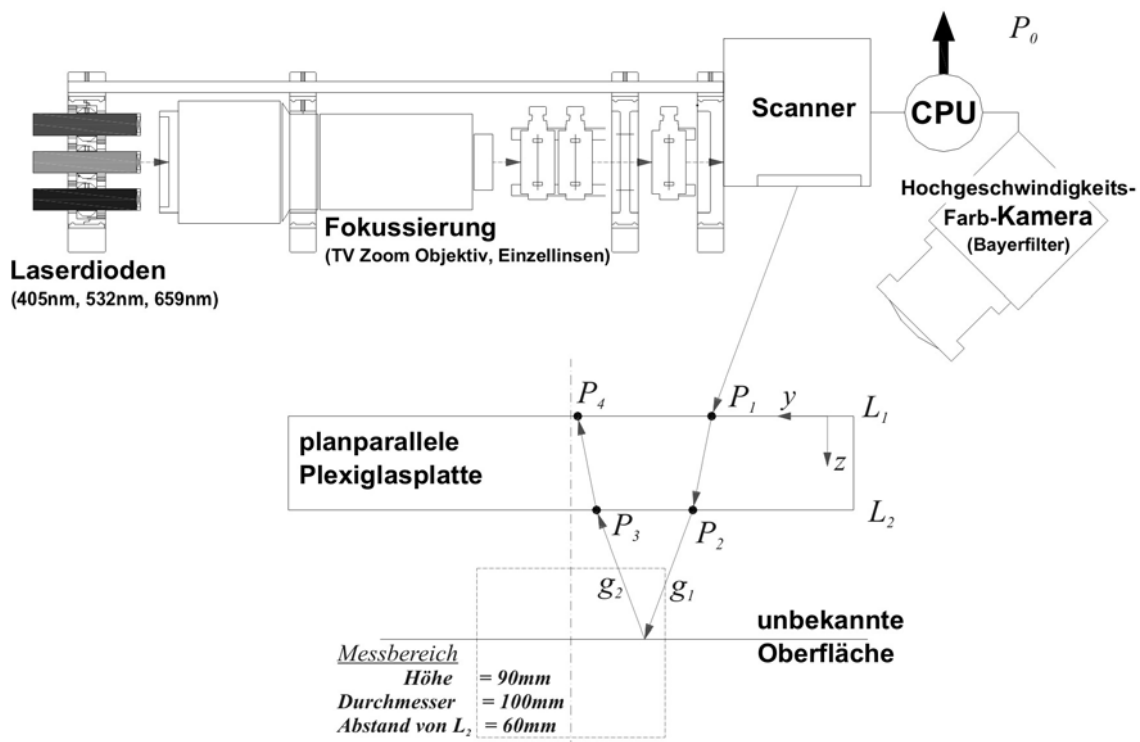 P0
Scanner
CPU
Hochgeschwindigkeits-
Farb-Kamera
(Bayerfilter)
Fokussierung
(TV Zoom Objektiv, Einzellinsen)
Laserdioden
(405nm, 532nm, 659nm)
P4
P1
y
L1
planparallele
Plexiglasplatte
z
L2
P3
P2
g2
g1
unbekannte
Oberfläche
Messbereich
Höhe = 90mm
Durchmesser = 100mm
Abstand von L2 = 60mm